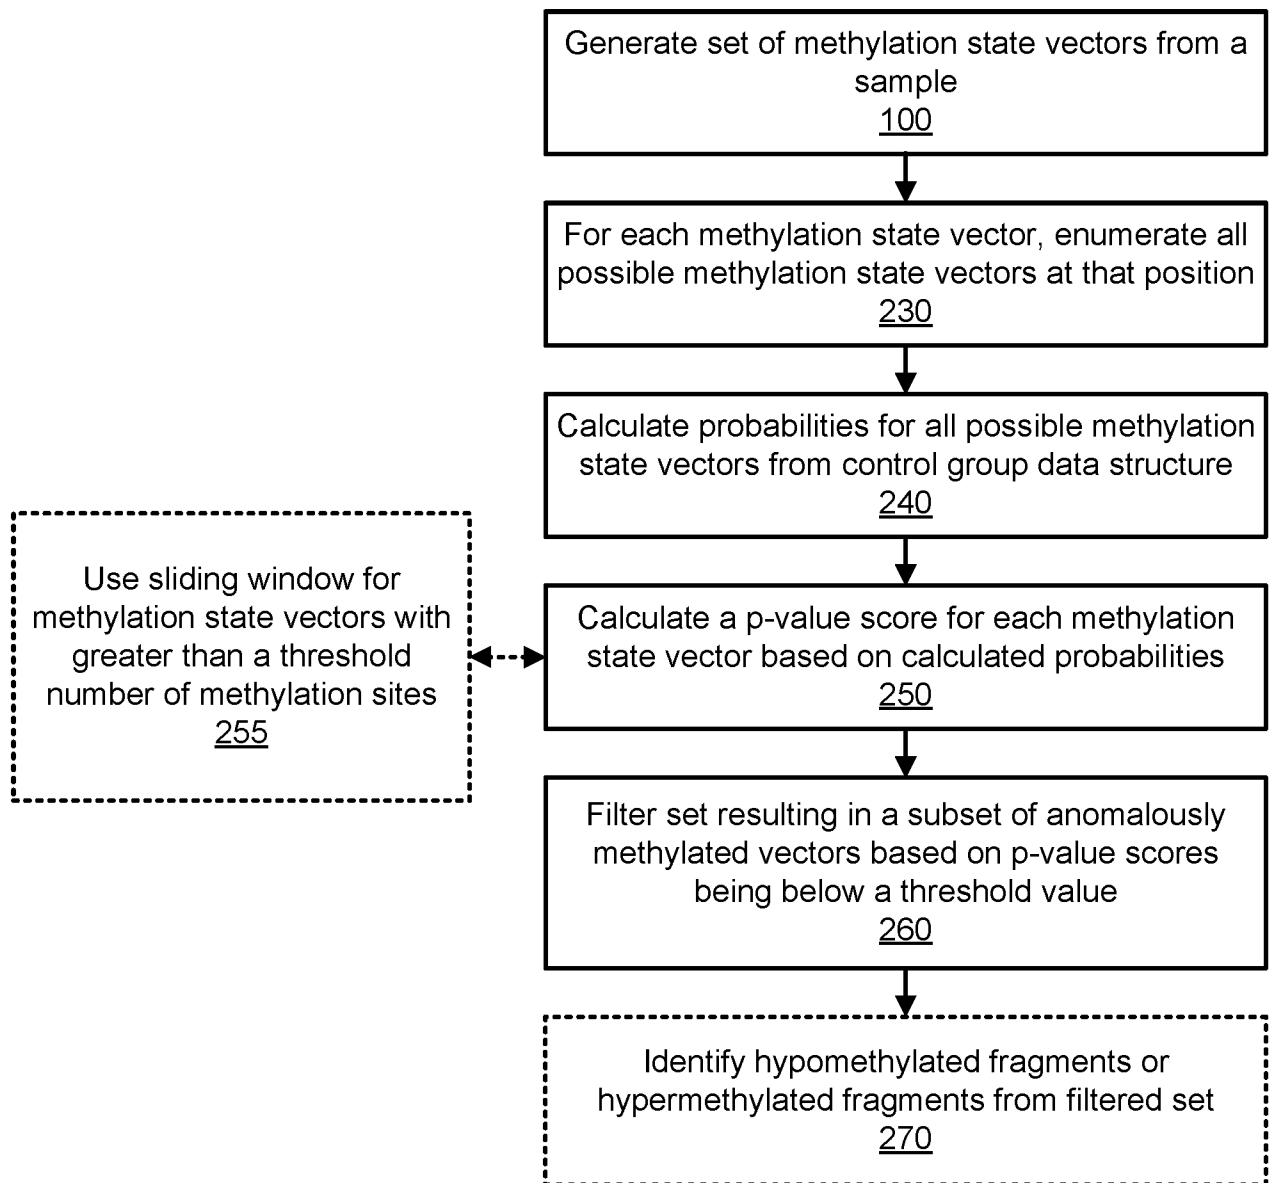 Generate set of methylation state vectors from a
sample
100
For each methylation state vector, enumerate all
possible methylation state vectors at that position
230
Calculate probabilities for all possible methylation
state vectors from control group data structure
240
Use sliding window for
methylation state vectors with
greater than a threshold
number of methylation sites
255
Calculate a p-value score for each methylation
state vector based on calculated probabilities
250
Filter set resulting in a subset of anomalously
methylated vectors based on p-value scores
being below a threshold value
260
Identify hypomethylated fragments or
hypermethylated fragments from filtered set
270